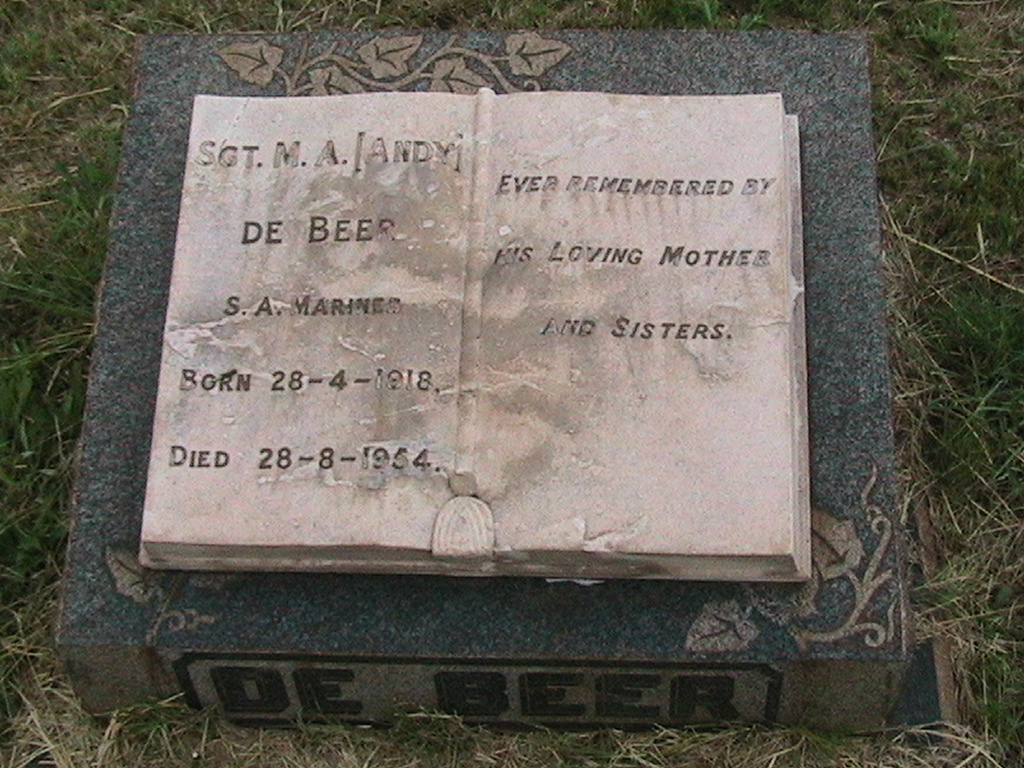 SGT. M. A. [ANDY]
DE BEER
S. A. MARINES
BORN 28-4-1918.
DIED 28-8-1954.
EVER REMEMBERED BY
HIS LOVING MOTHER
AND SISTERS.
DE BEER